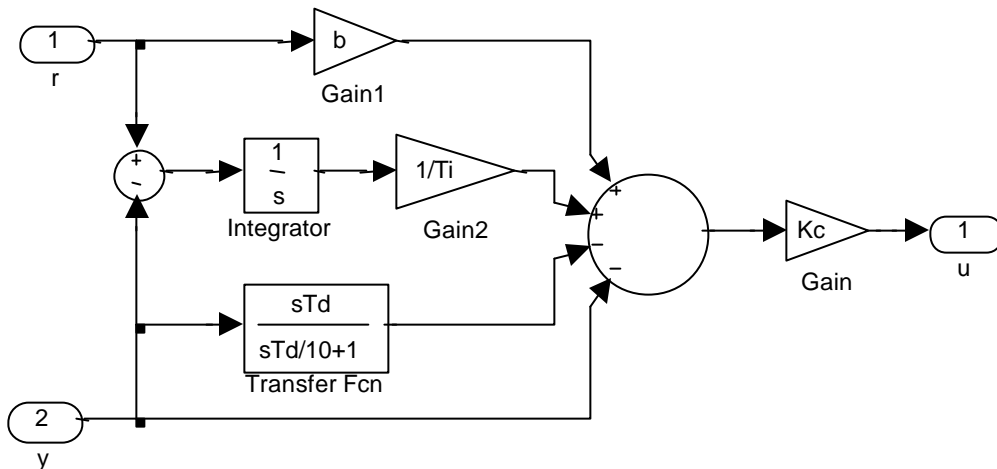 1
r
b
Gain1
+
-
1
s
Integrator
1/Ti
Gain2
+
+
-
-
Kc
Gain
1
u
sTd
sTd/10+1
Transfer Fcn
2
y